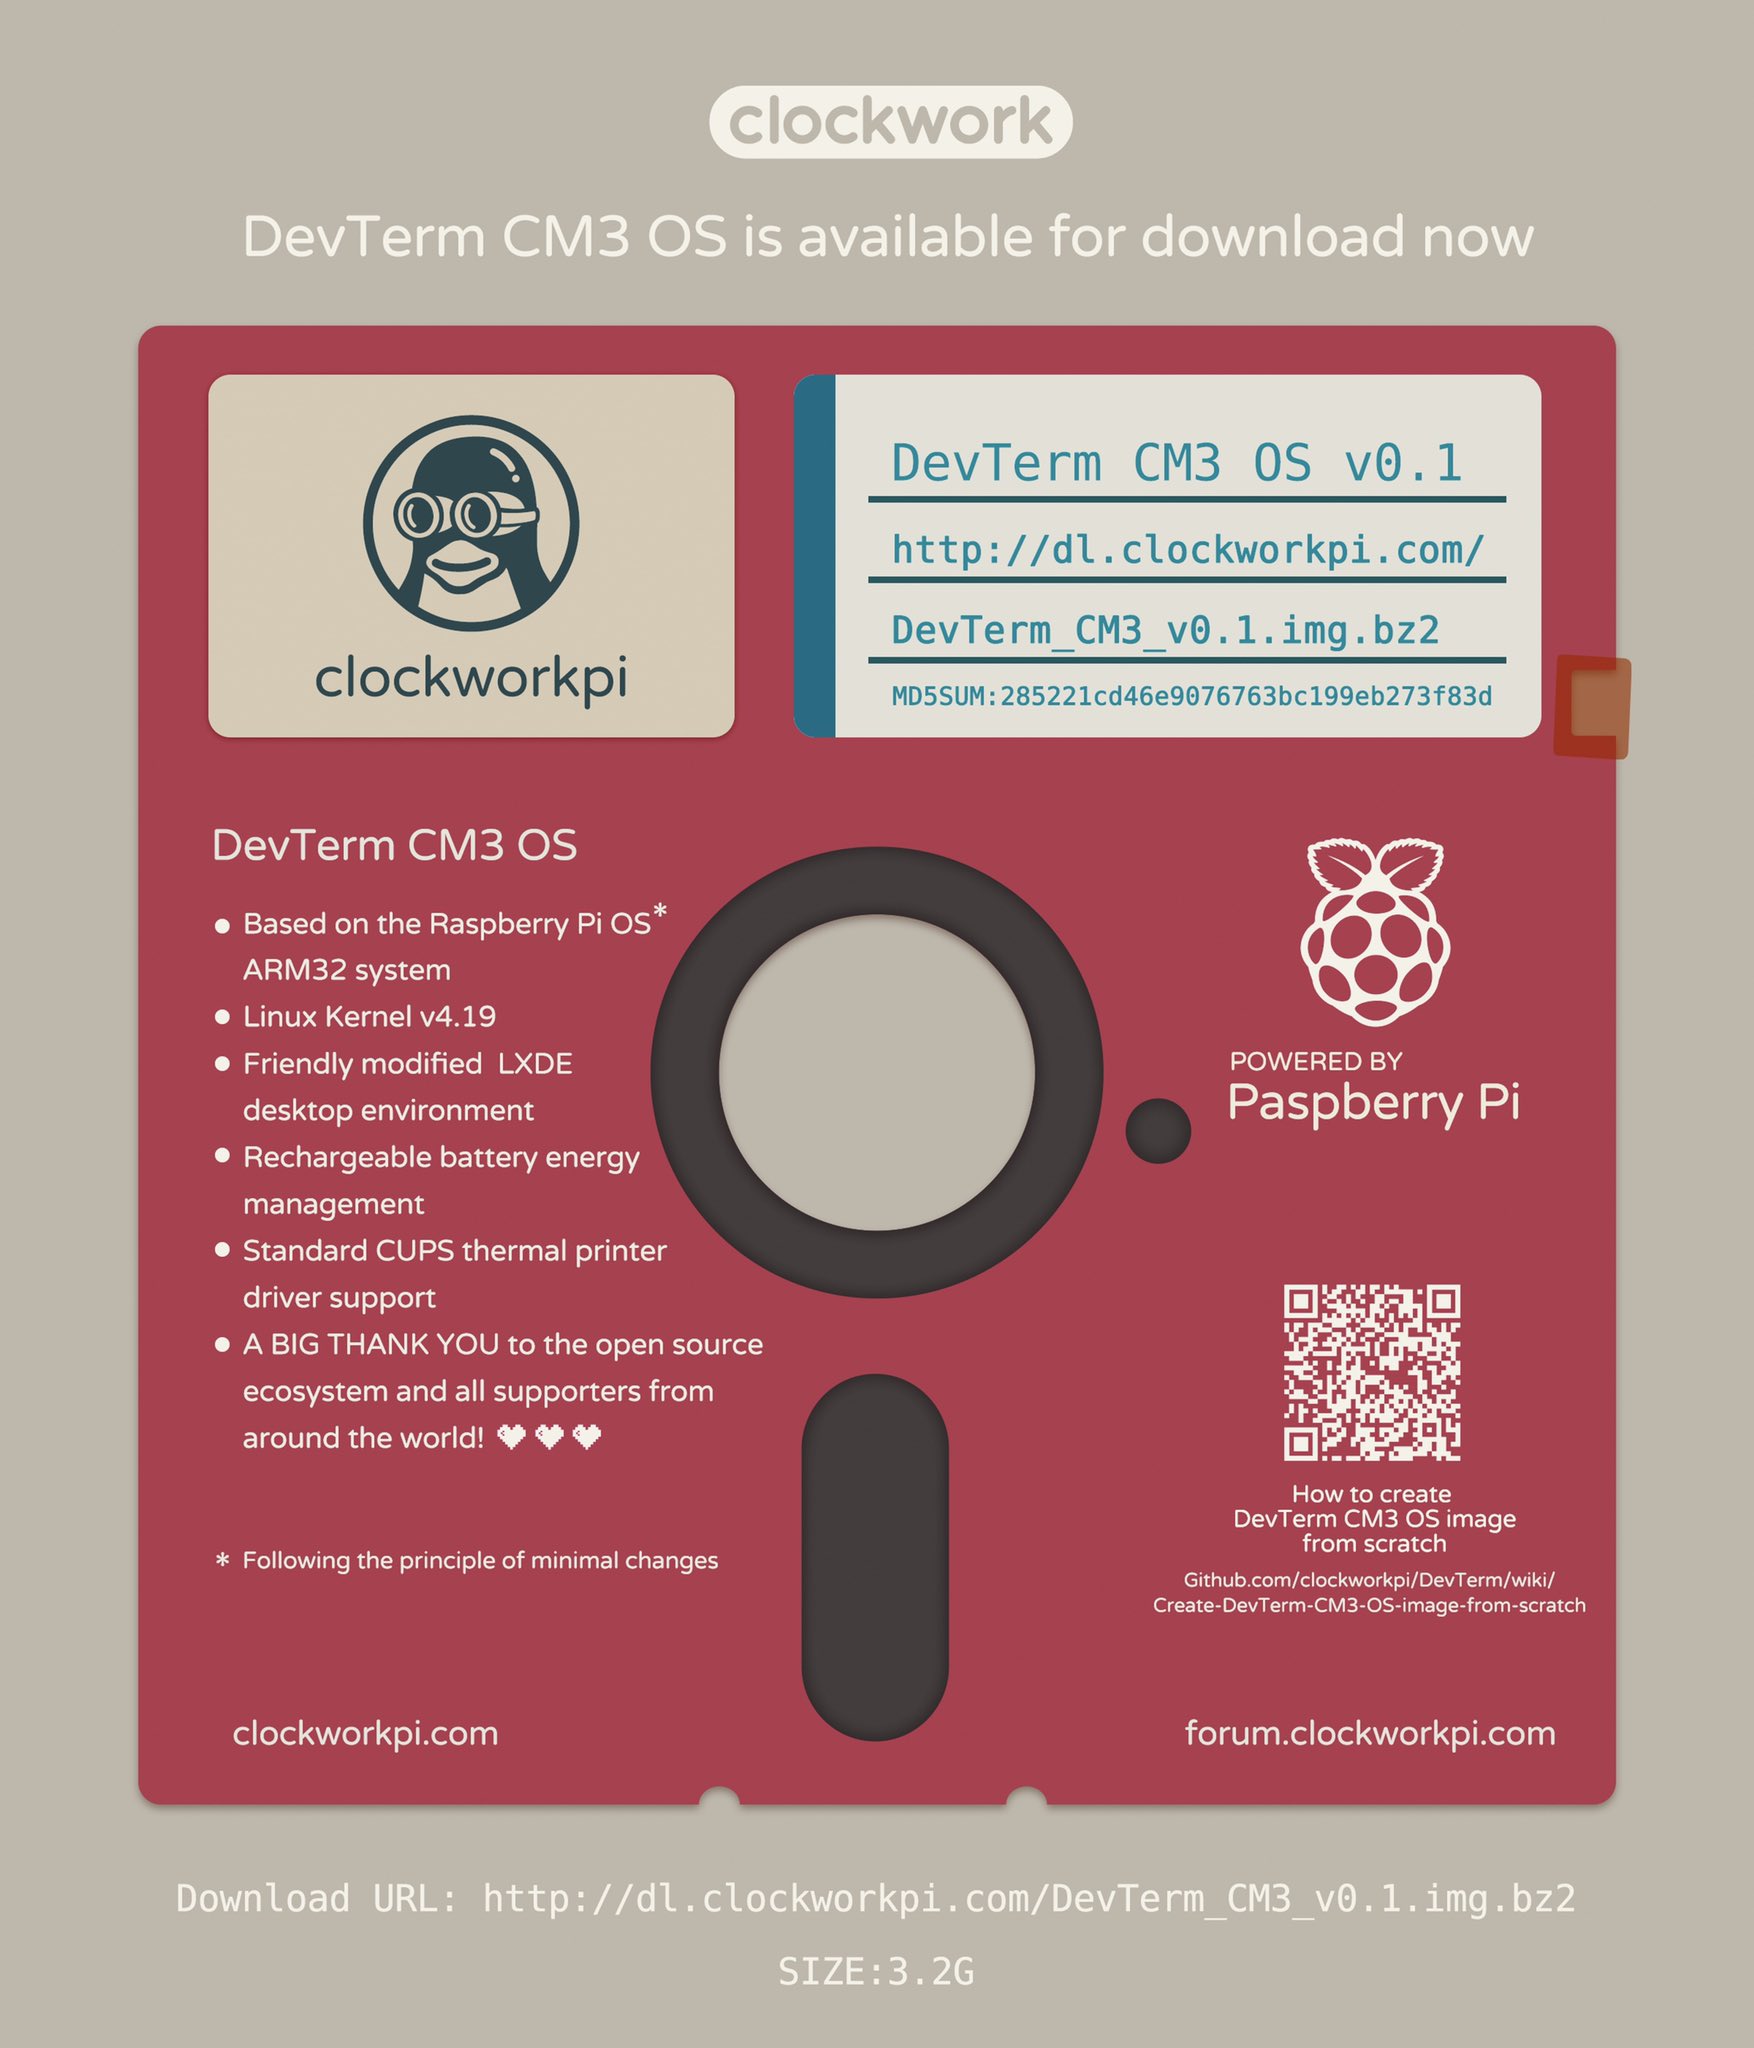 clockwork
DevTerm CM3 OS is available for download now
clockworkpi
DevTerm CM3 OS v0.1
http://dl.clockworkpi.com/
DevTerm_CM3_v0.1.img.bz2
MD5SUM:285221cd46e9076763bc199eb273f83d
DevTerm CM3 OS
● Based on the Raspberry Pi OS*
ARM32 system
● Linux Kernel v4.19
● Friendly modified LXDE
desktop environment
● Rechargeable battery energy
management
● Standard CUPS thermal printer
driver support
● A BIG THANK YOU to the open source
ecosystem and all supporters from
around the world!
* Following the principle of minimal changes
POWERED BY
Paspberry Pi
How to create
DevTerm CM3 OS image
from scratch
Github.com/clockworkpi/DevTerm/wiki/
Create-DevTerm-CM3-OS-image-from-scratch
clockworkpi.com
forum.clockworkpi.com
Download URL: http://dl.clockworkpi.com/DevTerm_CM3_v0.1.img.bz2
SIZE:3.2G